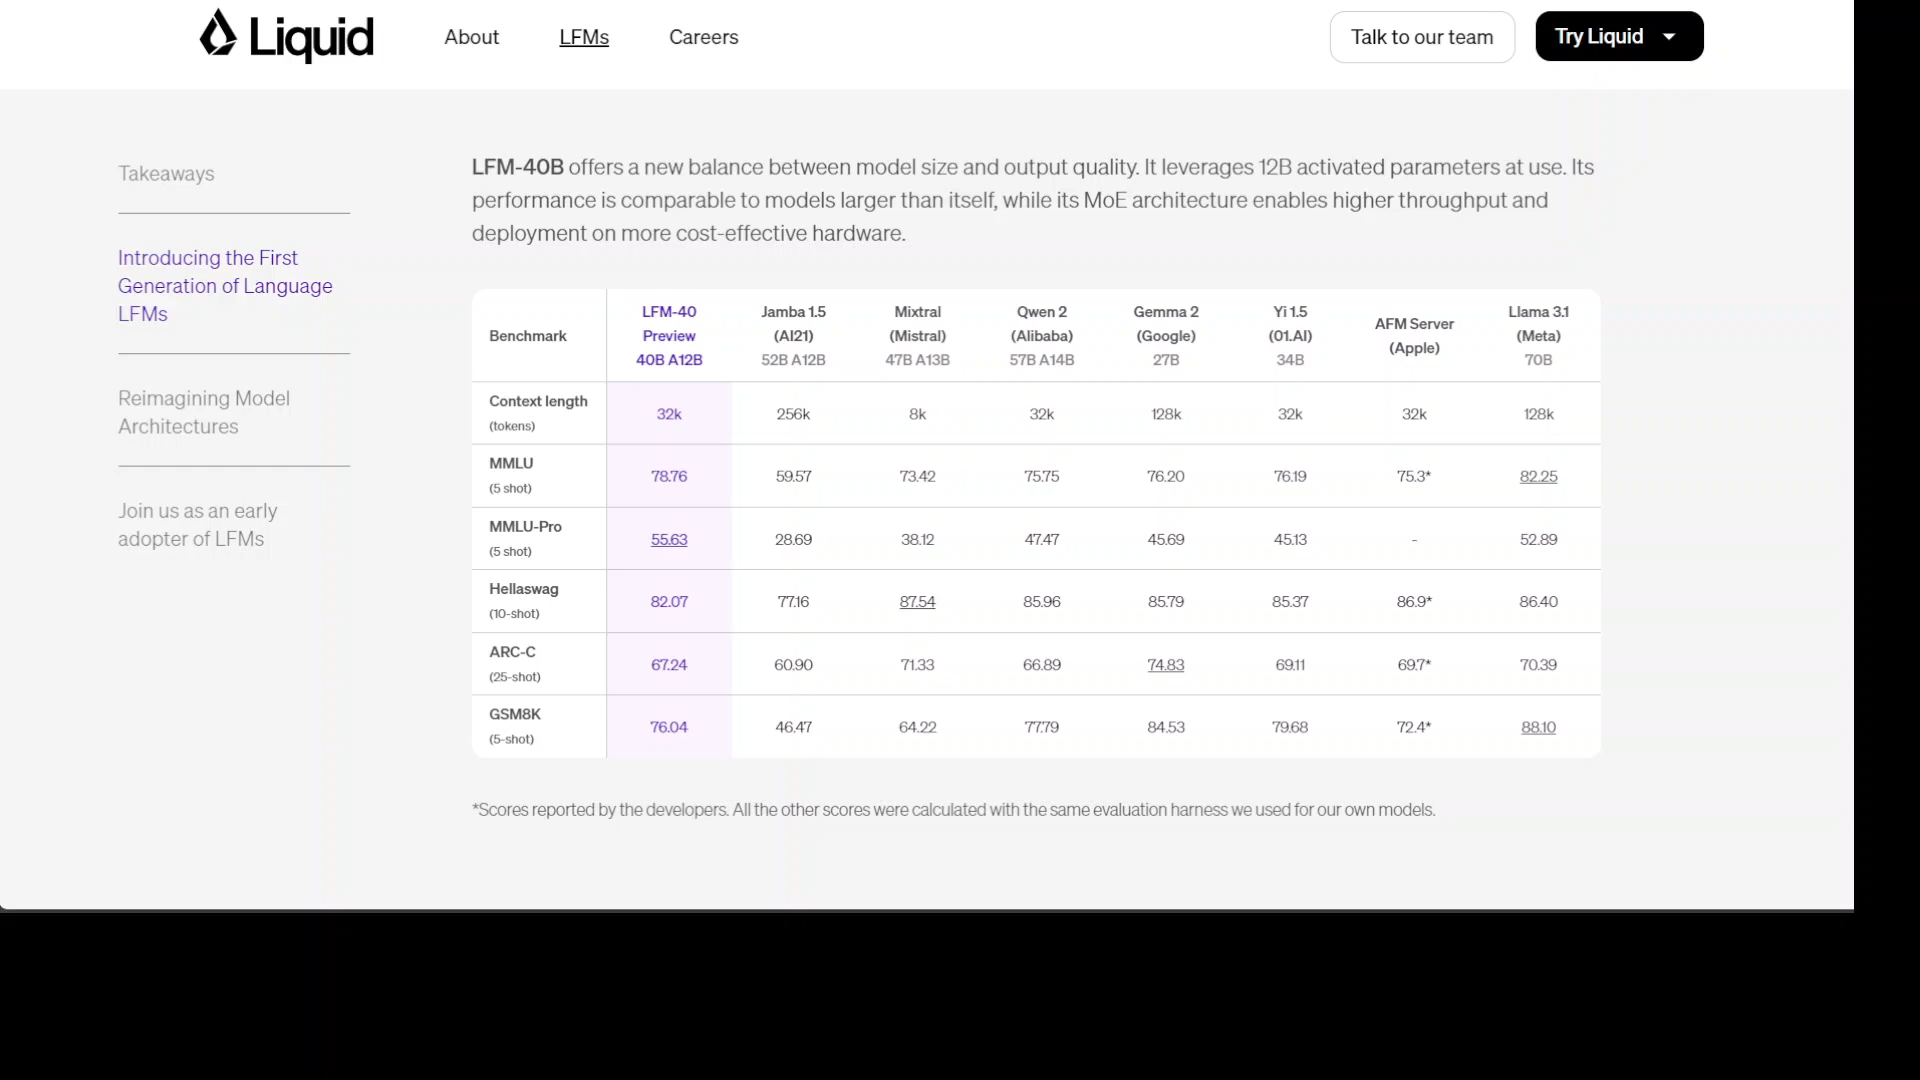 Liquid
About
LFMs
Careers
Talk to our team
Try Liquid
Takeaways
Introducing the First
Generation of Language
LFMs
Reimagining Model
Architectures
Join us as an early
adopter of LFMs
LFM-40B offers a new balance between model size and output quality. It leverages 12B activated parameters at use. Its
performance is comparable to models larger than itself, while its MoE architecture enables higher throughput and
deployment on more cost-effective hardware.
Benchmark
LFM-40
Preview
40B A12B
Jamba 1.5
(AI21)
52B A12B
Mixtral
(Mistral)
47B A13B
Qwen 2
(Alibaba)
57B A14B
Gemma 2
(Google)
27B
Yi 1.5
(01.AI)
34B
AFM Server
(Apple)
Llama 3.1
(Meta)
70B
Context length
(tokens)
32k 256k 8k 32k 128k 32k 32k 128k
MMLU
(5 shot)
78.76 59.57 73.42 75.75 76.20 76.19 75.3* 82.25
MMLU-Pro
(5 shot)
55.63 28.69 38.12 47.47 45.69 45.13 - 52.89
Hellaswag
(10-shot)
82.07 77.16 87.54 85.96 85.79 85.37 86.9* 86.40
ARC-C
(25-shot)
67.24 60.90 71.33 66.89 74.83 69.11 69.7* 70.39
GSM8K
(5-shot)
76.04 46.47 64.22 77.79 84.53 79.68 72.4* 88.10
*Scores reported by the developers. All the other scores were calculated with the same evaluation harness we used for our own models.